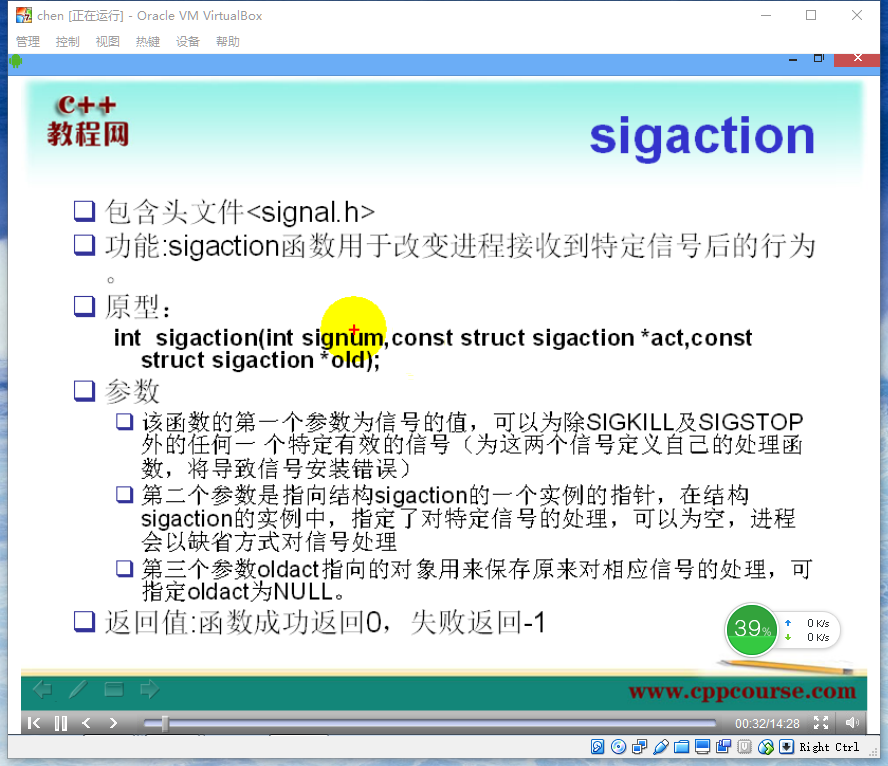 chen [正在运行] - Oracle VM VirtualBox
管理 控制 视图 热键 设备 帮助
C++
教程网
sigaction
包含头文件<signal.h>
功能:sigaction函数用于改变进程接收到特定信号后的行为
。
原型：
int sigaction(int signum,const struct sigaction *act,const
struct sigaction *old);
参数
该函数的第一个参数为信号的值，可以为除SIGKILL及SIGSTOP
外的任何一 个特定有效的信号（为这两个信号定义自己的处理函
数，将导致信号安装错误）
第二个参数是指向结构sigaction的一个实例的指针，在结构
sigaction的实例中，指定了对特定信号的处理，可以为空，进程
会以缺省方式对信号处理
第三个参数oldact指向的对象用来保存原来对相应信号的处理，可
指定oldact为NULL。
返回值:函数成功返回0，失败返回-1
39%
0 K/s
0 K/s
www.cppcourse.com
00:32/14:28
Right Ctrl